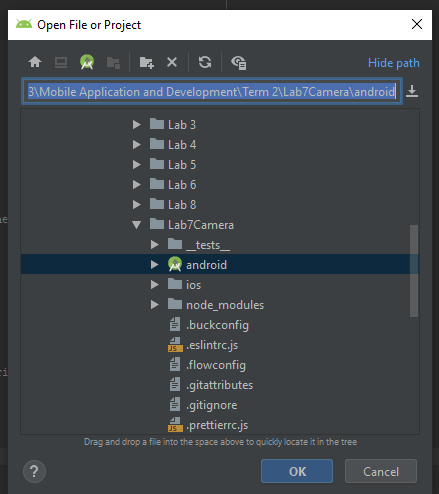 Open File or Project
Hide path
3\Mobile Application and Development\Term 2\Lab7Camera\android
Lab 3
Lab 4
Lab 5
Lab 6
Lab 8
Lab7Camera
__tests__
android
ios
node_modules
.buckconfig
JS .eslintrc.js
.flowconfig
.gitattributes
.gitignore
JS .prettierrc.js
Drag and drop a file into the space above to quickly locate it in the tree
? OK Cancel